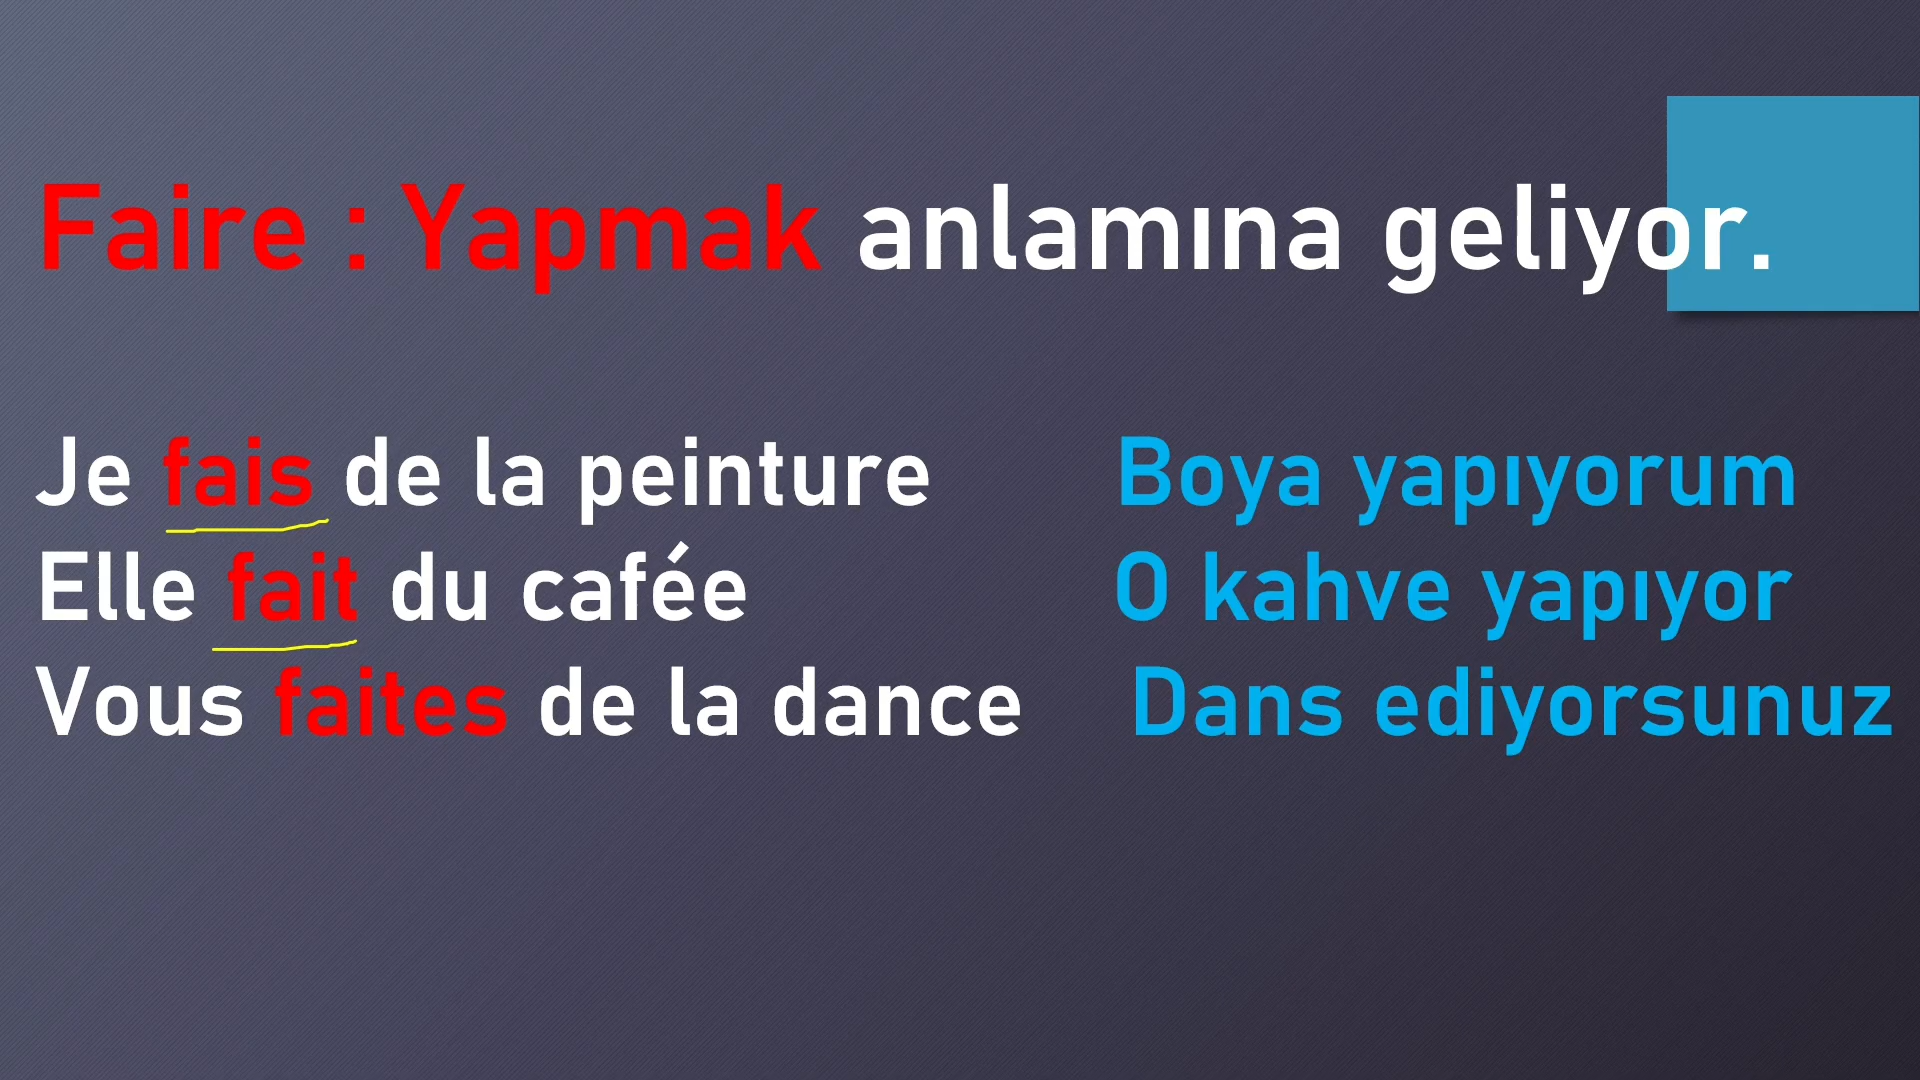 Faire : Yapmak anlamına geliyor.
Je fais de la peinture Boya yapıyorum
Elle fait du cafée O kahve yapıyor
Vous faites de la dance Dans ediyorsunuz